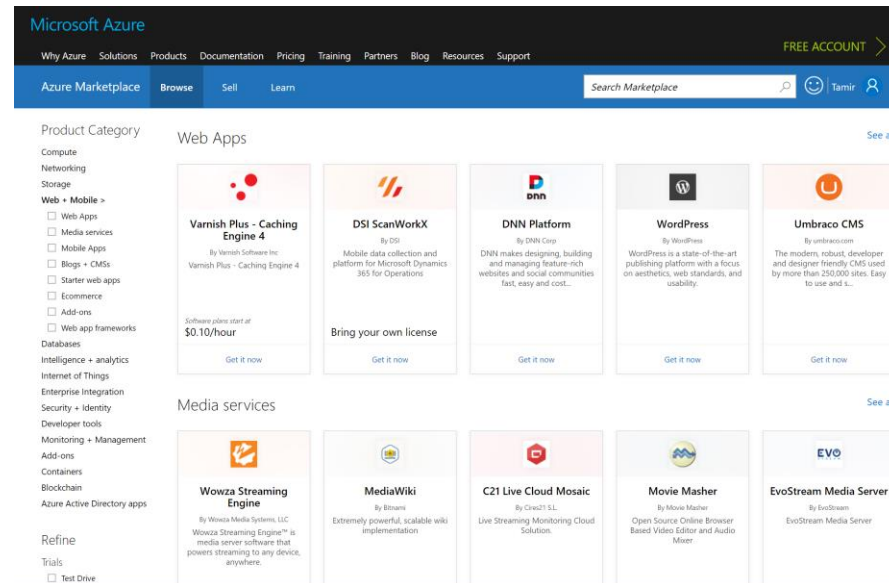 Microsoft Azure
Why Azure Solutions Products Documentation Pricing Training Partners Blog Resources Support
FREE ACCOUNT
Azure Marketplace Browse Sell Learn
Search Marketplace
Tamir
Product Category
Compute
Networking
Storage
Web + Mobile >
Web Apps
Media services
Mobile Apps
Blogs + CMSs
Starter web apps
Ecommerce
Add-ons
Web app frameworks
Databases
Intelligence + analytics
Internet of Things
Enterprise Integration
Security + Identity
Developer tools
Monitoring + Management
Add-ons
Containers
Blockchain
Azure Active Directory apps
Refine
Trials
Test Drive
Web Apps
See a
Varnish Plus - Caching
Engine 4
By Varnish Software Inc
Varnish Plus - Caching Engine 4
Software plans start at
$0.10/hour
Get it now
DSI ScanWorkX
By DSI
Mobile data collection and
platform for Microsoft Dynamics
365 for Operations
Bring your own license
Get it now
DNN
DNN Platform
By DNN Corp
DNN makes designing, building
and managing feature-rich
websites and social communities
fast, easy and cost...
Get it now
WordPress
By WordPress
WordPress is a state-of-the-art
publishing platform with a focus
on aesthetics, web standards, and
usability.
Get it now
Umbraco CMS
By umbraco.com
The modern, robust, developer
and designer friendly CMS used
by more than 250,000 sites. Easy
to use and s...
Get it now
Media services
See a
Wowza Streaming
Engine
By Wowza Media Systems, LLC
Wowza Streaming Engine™ is
media server software that
powers streaming to any device,
anywhere.
MediaWiki
By Bitnami
Extremely powerful, scalable wiki
implementation
C21 Live Cloud Mosaic
By Cires21 S.L.
Live Streaming Monitoring Cloud
Solution.
Movie Masher
By Movie Masher
Open Source Online Browser
Based Video Editor and Audio
Mixer
EVO
EvoStream Media Server
By EvoStream
EvoStream Media Server